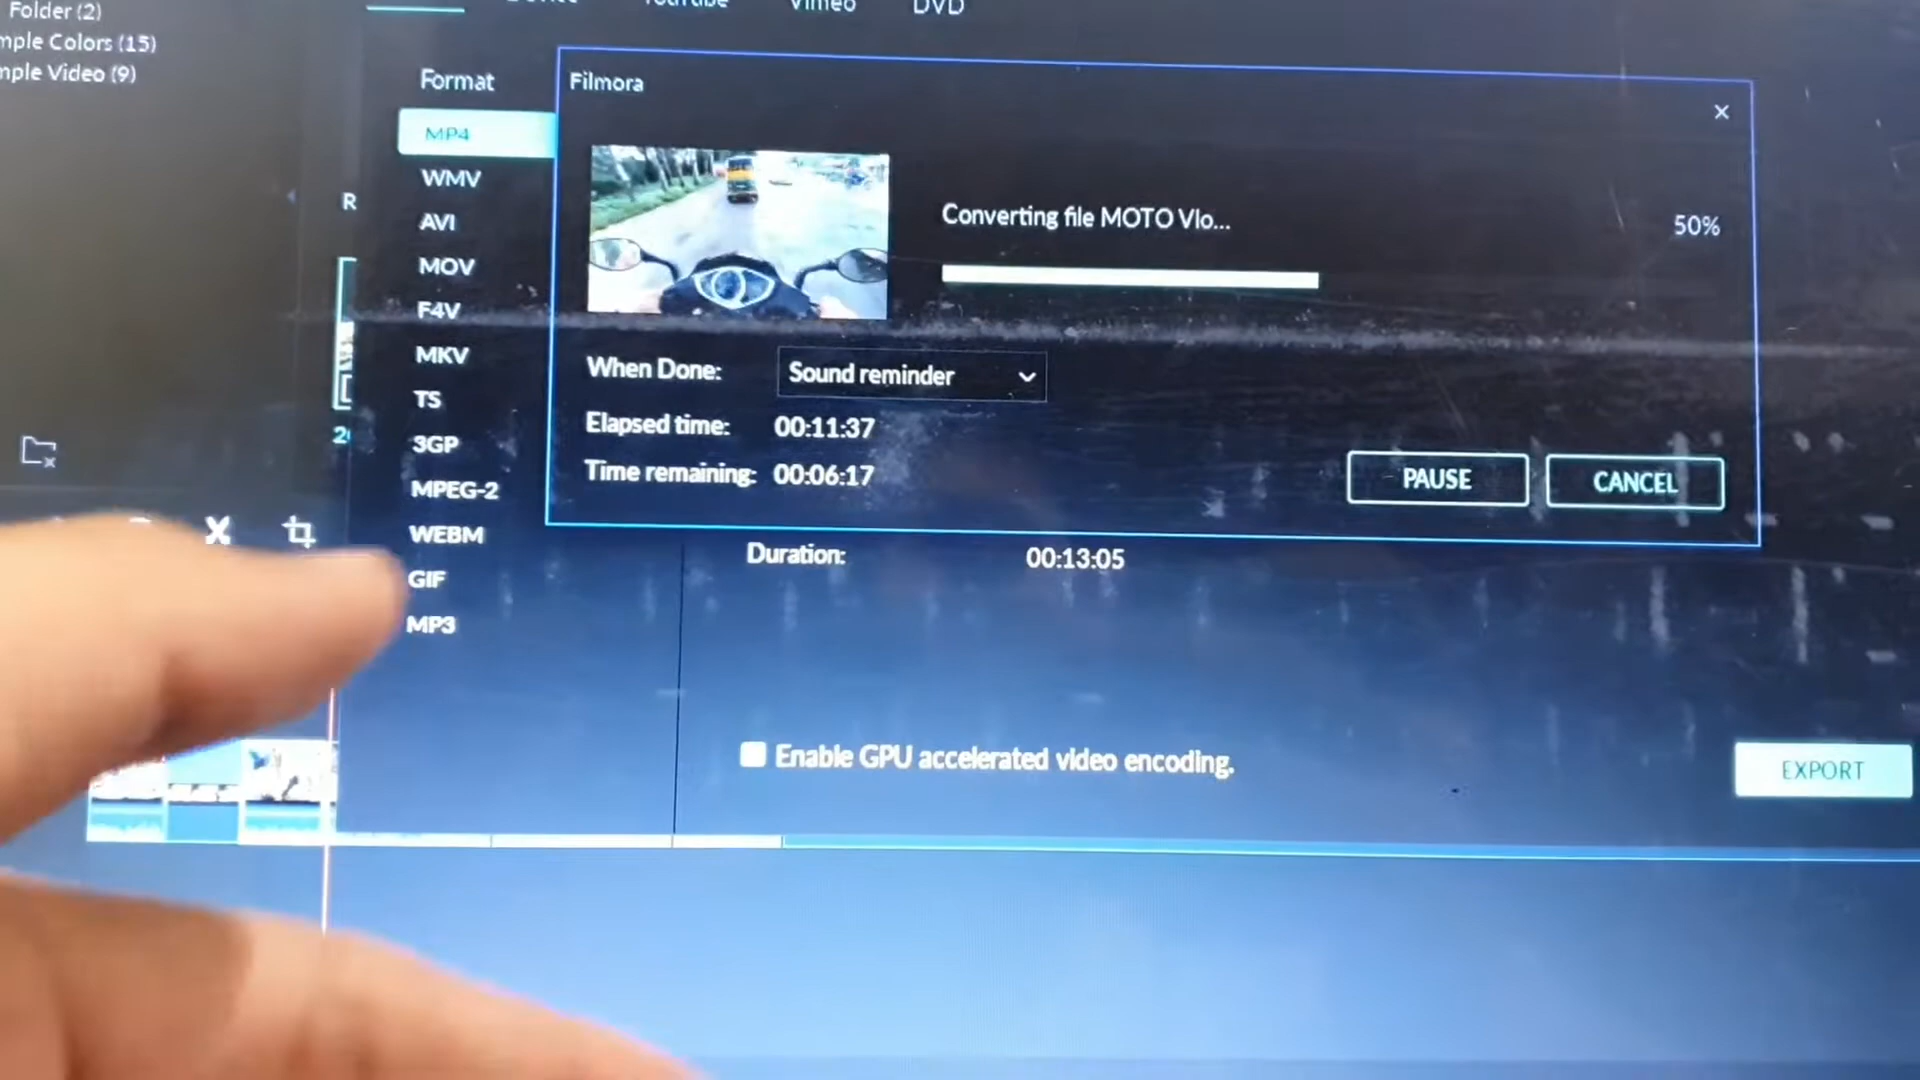 Folder (2)
mple Colors (15)
mple Video (9)
Device
YouTube
Vimeo
DVD
Format
MP4
WMV
AVI
MOV
F4V
MKV
TS
3GP
MPEG-2
WEBM
GIF
MP3
R
Filmora
Converting file MOTO Vlo...
50%
When Done: Sound reminder
Elapsed time: 00:11:37
Time remaining: 00:06:17
PAUSE
CANCEL
Duration: 00:13:05
Enable GPU accelerated video encoding.
EXPORT